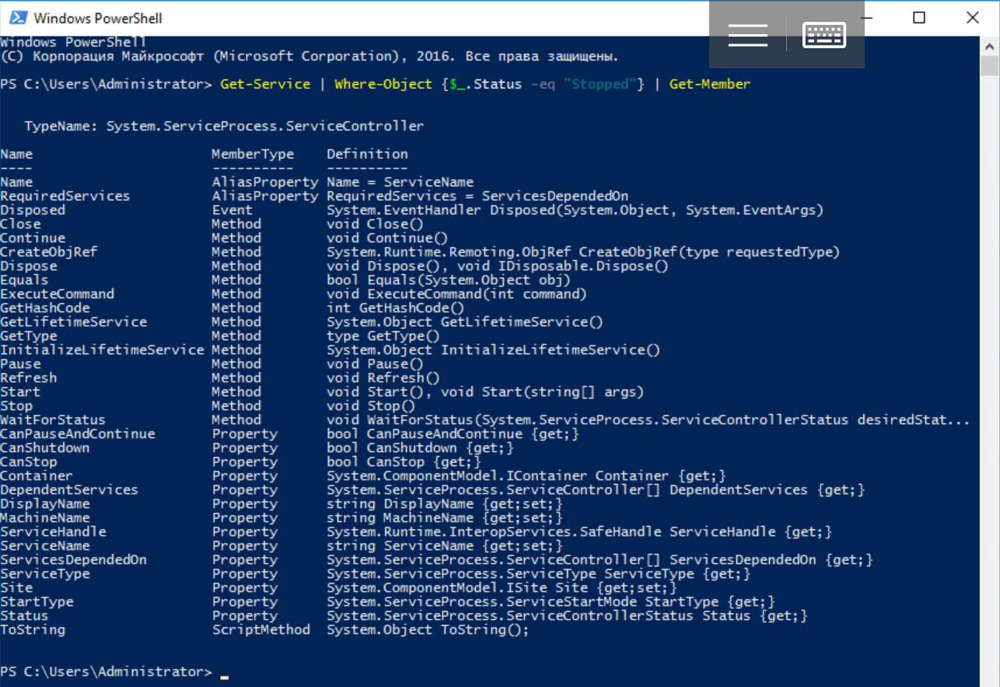 Windows PowerShell
Windows PowerShell
(C) Корпорация Майкрософт (Microsoft Corporation), 2016. Все права защищены.
PS C:\Users\Administrator> Get-Service | Where-Object {$_.Status -eq "Stopped"} | Get-Member
TypeName: System.ServiceProcess.ServiceController
Name MemberType Definition
---- ---------- ----------
Name AliasProperty Name = ServiceName
RequiredServices AliasProperty RequiredServices = ServicesDependedOn
Disposed Event System.EventHandler Disposed(System.Object, System.EventArgs)
Close Method void Close()
Continue Method void Continue()
CreateObjRef Method System.Runtime.Remoting.ObjRef CreateObjRef(type requestedType)
Dispose Method void Dispose(), void IDisposable.Dispose()
Equals Method bool Equals(System.Object obj)
ExecuteCommand Method void ExecuteCommand(int command)
GetHashCode Method int GetHashCode()
GetLifetimeService Method System.Object GetLifetimeService()
GetType Method type GetType()
InitializeLifetimeService Method System.Object InitializeLifetimeService()
Pause Method void Pause()
Refresh Method void Refresh()
Start Method void Start(), void Start(string[] args)
Stop Method void Stop()
WaitForStatus Method void WaitForStatus(System.ServiceProcess.ServiceControllerStatus desiredStat...
CanPauseAndContinue Property bool CanPauseAndContinue {get;}
CanShutdown Property bool CanShutdown {get;}
CanStop Property bool CanStop {get;}
Container Property System.ComponentModel.IContainer Container {get;}
DependentServices Property System.ServiceProcess.ServiceController[] DependentServices {get;}
DisplayName Property string DisplayName {get;set;}
MachineName Property string MachineName {get;set;}
ServiceHandle Property System.Runtime.InteropServices.SafeHandle ServiceHandle {get;}
ServiceName Property string ServiceName {get;set;}
ServicesDependedOn Property System.ServiceProcess.ServiceController[] ServicesDependedOn {get;}
ServiceType Property System.ServiceProcess.ServiceType ServiceType {get;}
Site Property System.ComponentModel.ISite Site {get;set;}
StartType Property System.ServiceProcess.ServiceStartMode StartType {get;}
Status Property System.ServiceProcess.ServiceControllerStatus Status {get;}
ToString ScriptMethod System.Object ToString();
PS C:\Users\Administrator> _